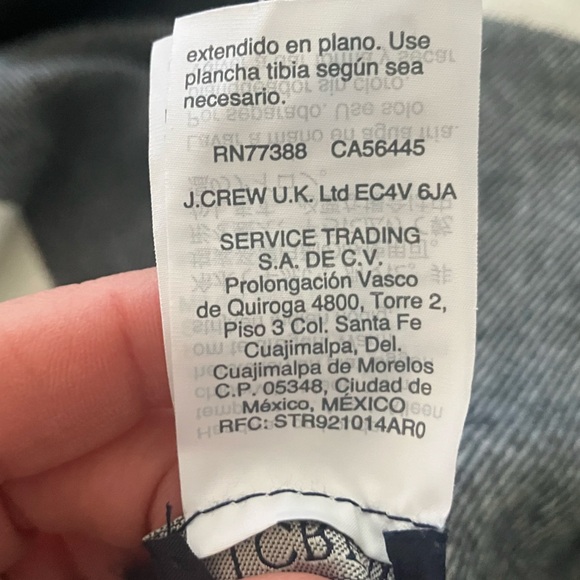 extendido en plano. Use
plancha tibia según sea
necesario.
RN77388 CA56445
J.CREW U.K. Ltd EC4V 6JA
SERVICE TRADING
S.A. DE C.V.
Prolongación Vasco
de Quiroga 4800, Torre 2,
Piso 3 Col. Santa Fe
Cuajimalpa, Del.
Cuajimalpa de Morelos
C.P. 05348, Ciudad de
México, MÉXICO
RFC: STR921014AR0